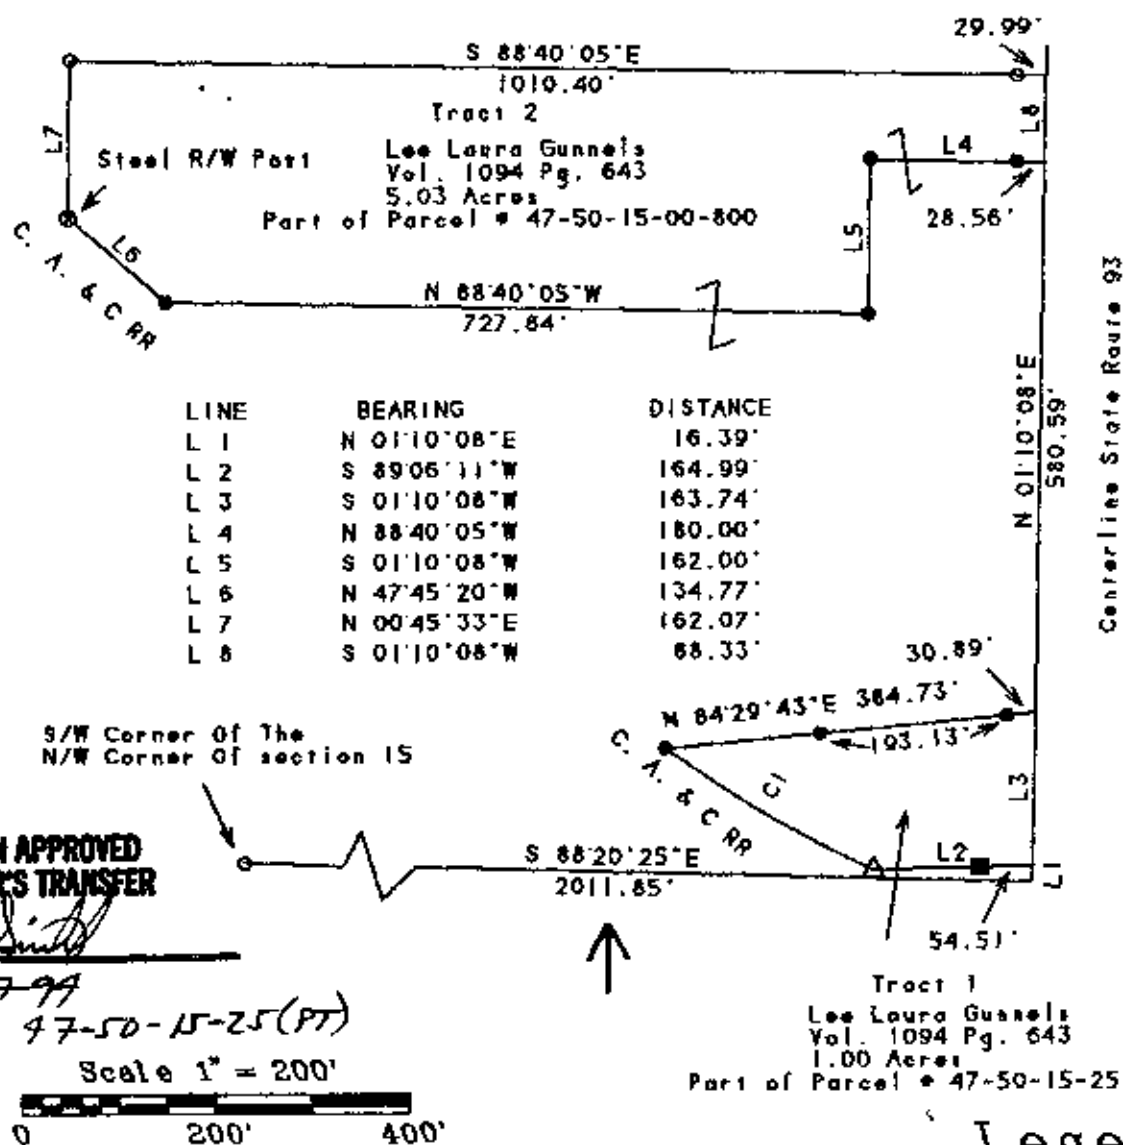 29.99'
S 88°40'05"E
1010.40'
L7
L8
Tract 2
Lee Laura Gunnels
Vol. 1094 Pg. 643
5.03 Acres
Part of Parcel # 47-50-15-00-800
Steel R/W Post
L4
28.56'
L5
L6
C. A. & C RR
N 88°40'05"W
727.84'
Centerline State Route 93
N 01°10'08"E
580.59'
LINE BEARING DISTANCE
L 1 N 01°10'08"E 16.39'
L 2 S 89°06'11"W 164.99'
L 3 S 01°10'08"W 163.74'
L 4 N 88°40'05"W 180.00'
L 5 S 01°10'08"W 162.00'
L 6 N 47°45'20"W 134.77'
L 7 N 00°45'33"E 162.07'
L 8 S 01°10'08"W 88.33'
30.89'
N 84°29'43"E 384.73'
193.13'
S/W Corner Of The
N/W Corner Of section 15
C. A. & C RR
C1
L3
APPROVED
TRANSFER
S 88°20'25"E
2011.85'
L2
L1
54.51'
47-50-15-25(PT)
Tract 1
Lee Laura Gunnels
Vol. 1094 Pg. 643
1.00 Acres
Part of Parcel # 47-50-15-25
Scale 1" = 200'
0 200' 400'